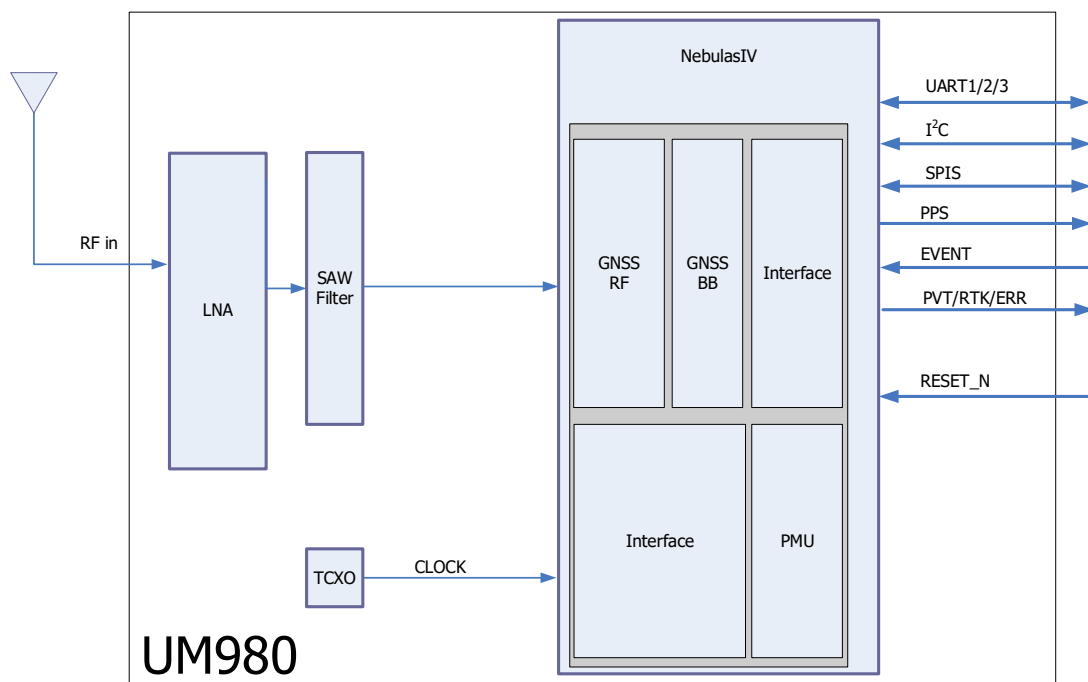 NebulasIV
UART1/2/3
I²C
SPIS
PPS
EVENT
PVT/RTK/ERR
RESET_N
RF in
LNA
SAW
Filter
GNSS
RF
GNSS
BB
Interface
Interface
PMU
TCXO
CLOCK
UM980